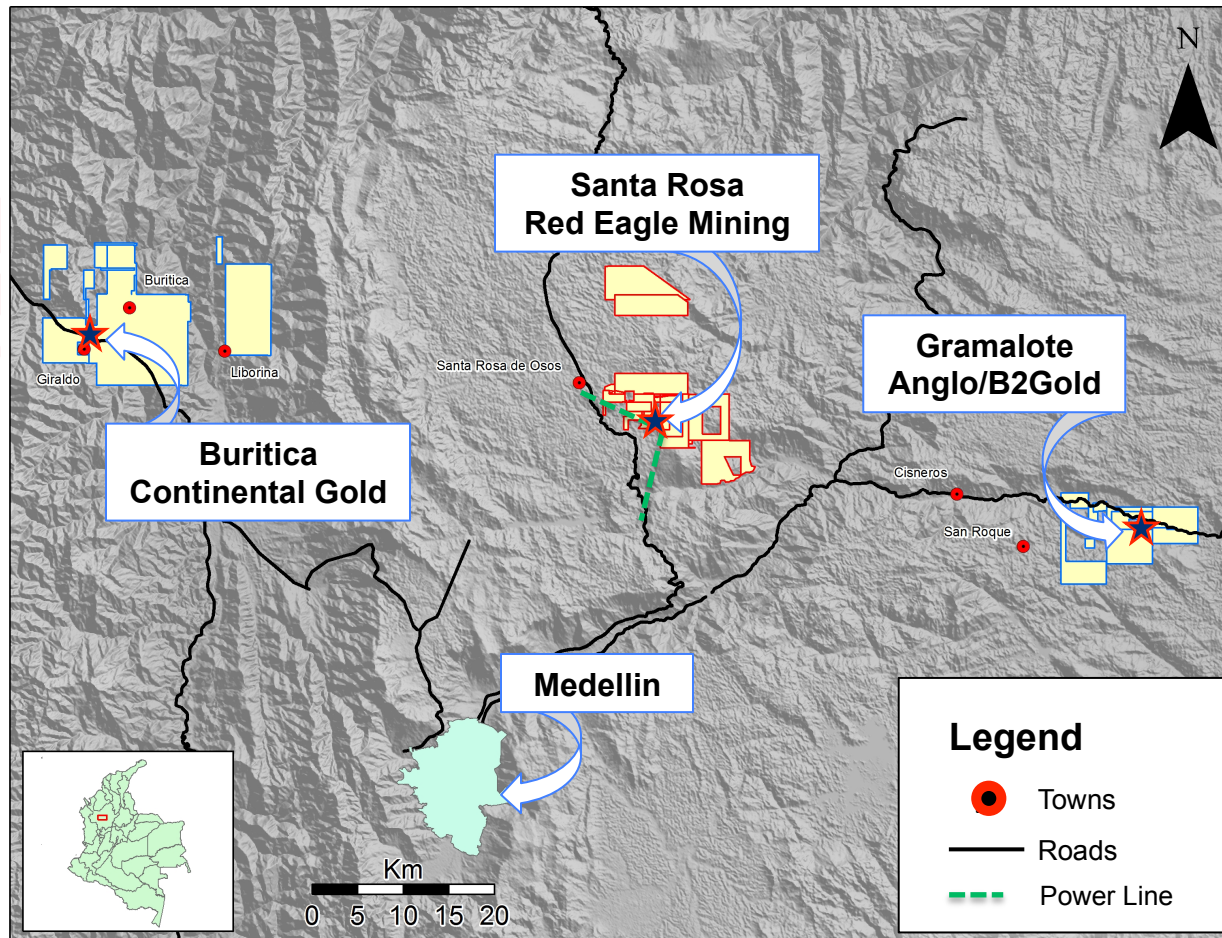 N
Santa Rosa
Red Eagle Mining
Buritica
Santa Rosa de Osos
Gramalote
Anglo/B2Gold
Giraldo
Liborina
Buritica
Continental Gold
Cisneros
San Roque
Medellin
Legend
Towns
Roads
Power Line
Km
0 5 10 15 20